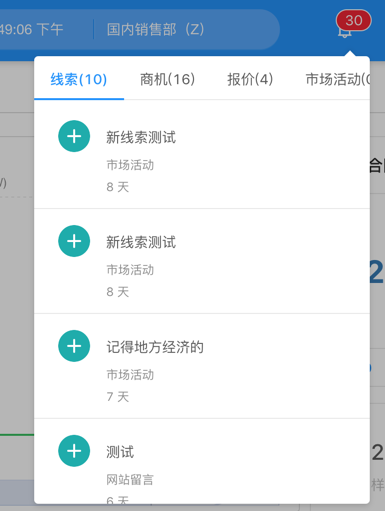 49:06 下午
国内销售部（Z）
30
线索(10)
商机(16)
报价(4)
市场活动(
新线索测试
市场活动
8 天
新线索测试
市场活动
8 天
记得地方经济的
市场活动
7 天
测试
网站留言
6 天